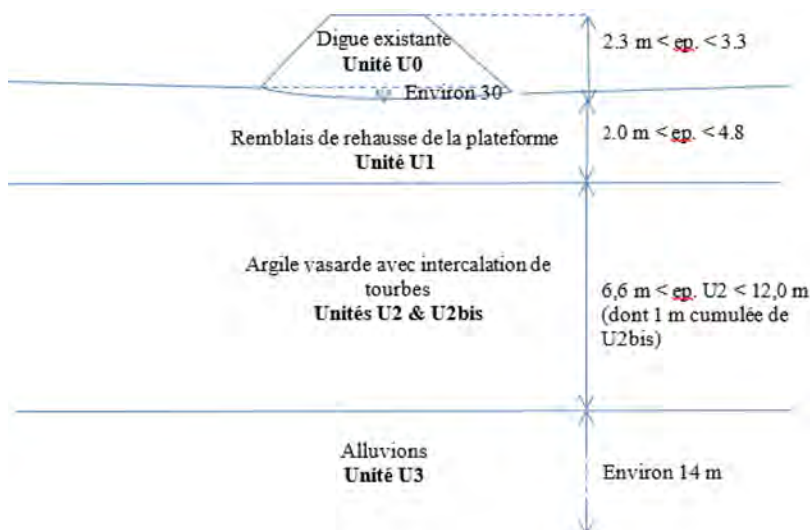 Digue existante
Unité U0
2.3 m < ep. < 3.3
Environ 30
Remblais de rehausse de la plateforme
Unité U1
2.0 m < ep. < 4.8
Argile vasarde avec intercalation de
tourbes
Unités U2 & U2bis
6,6 m < ep. U2 < 12,0 m
(dont 1 m cumulée de
U2bis)
Alluvions
Unité U3
Environ 14 m